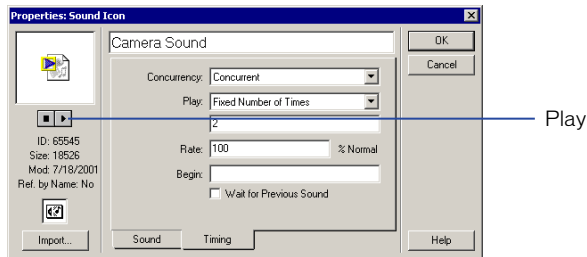 Properties: Sound Icon
Camera Sound
OK
Cancel
Concurrency: Concurrent
Play: Fixed Number of Times
2
Play
ID: 65545
Size: 18526
Mod: 7/18/2001
Ref. by Name: No
Rate: 100 % Normal
Begin:
Wait for Previous Sound
Import...
Sound
Timing
Help